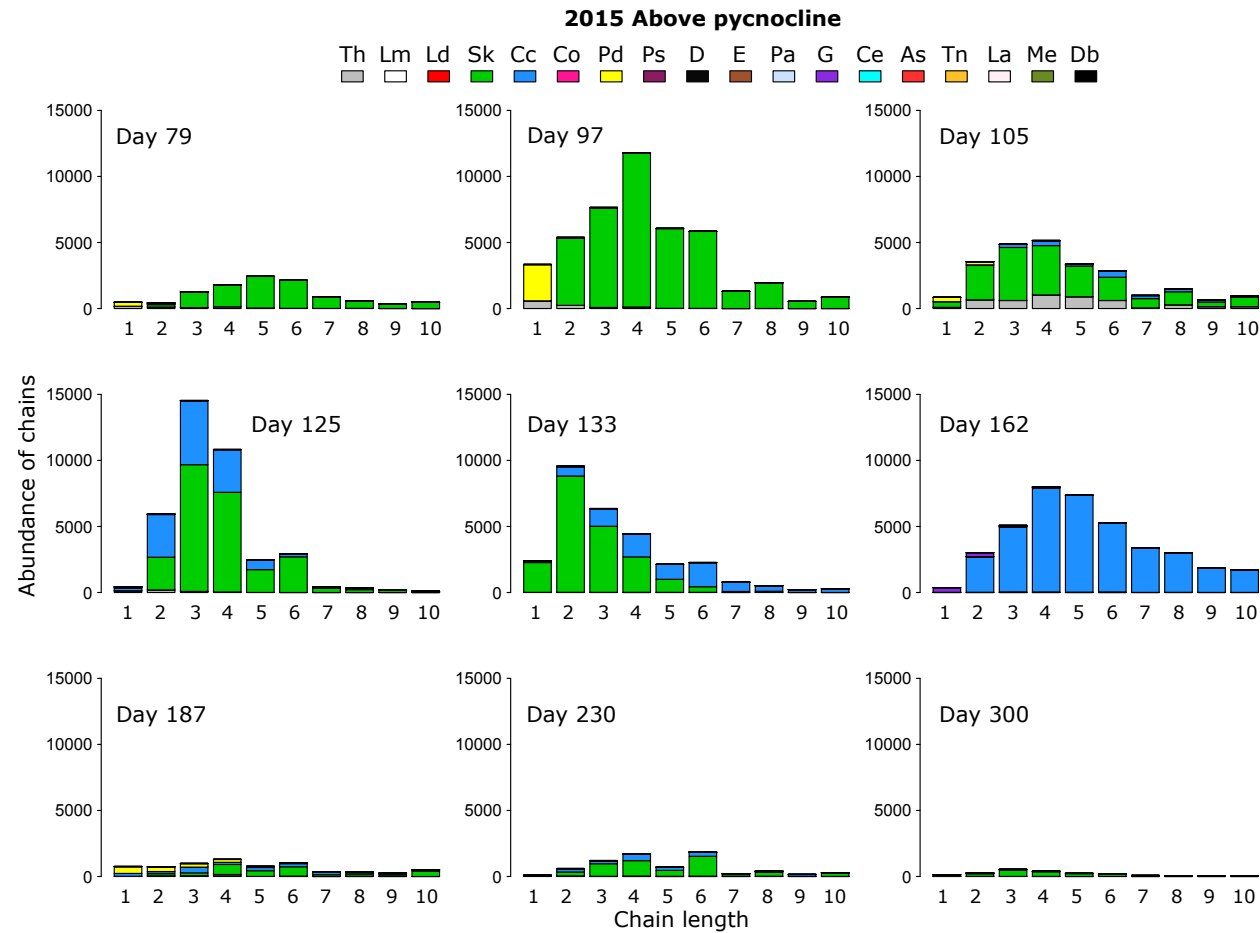 2015 Above pycnocline
Th Lm Ld Sk Cc Co Pd Ps D E Pa G Ce As Tn La Me Db
Abundance of chains
Day 79
15000
10000
5000
0
1 2 3 4 5 6 7 8 9 10
Day 97
15000
10000
5000
0
1 2 3 4 5 6 7 8 9 10
Day 105
15000
10000
5000
0
1 2 3 4 5 6 7 8 9 10
Day 125
15000
10000
5000
0
1 2 3 4 5 6 7 8 9 10
Day 133
15000
10000
5000
0
1 2 3 4 5 6 7 8 9 10
Day 162
15000
10000
5000
0
1 2 3 4 5 6 7 8 9 10
Day 187
15000
10000
5000
0
1 2 3 4 5 6 7 8 9 10
Day 230
15000
10000
5000
0
1 2 3 4 5 6 7 8 9 10
Day 300
15000
10000
5000
0
1 2 3 4 5 6 7 8 9 10
Chain length